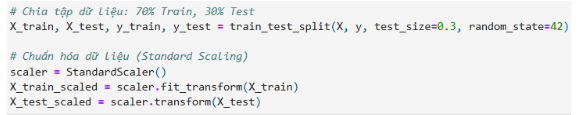 # Chia tập dữ liệu: 70% Train, 30% Test
X_train, X_test, y_train, y_test = train_test_split(X, y, test_size=0.3, random_state=42)
# Chuẩn hóa dữ liệu (Standard Scaling)
scaler = StandardScaler()
X_train_scaled = scaler.fit_transform(X_train)
X_test_scaled = scaler.transform(X_test)